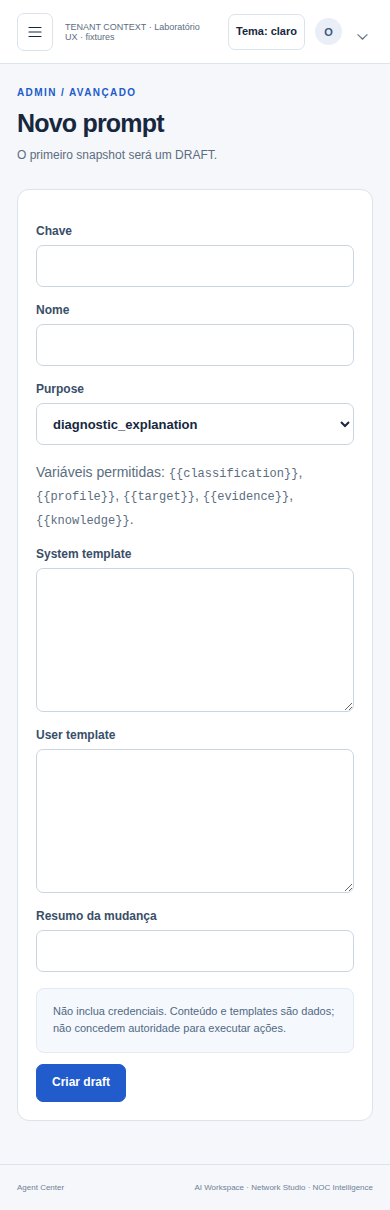 TENANT CONTEXT · Laboratório
UX · fixtures
Tema: claro
O
ADMIN / AVANÇADO
Novo prompt
O primeiro snapshot será um DRAFT.
Chave
Nome
Purpose
diagnostic_explanation
Variáveis permitidas: {{classification}},
{{profile}}, {{target}}, {{evidence}},
{{knowledge}}.
System template
User template
Resumo da mudança
Não inclua credenciais. Conteúdo e templates são dados;
não concedem autoridade para executar ações.
Criar draft
Agent Center
AI Workspace · Network Studio · NOC Intelligence